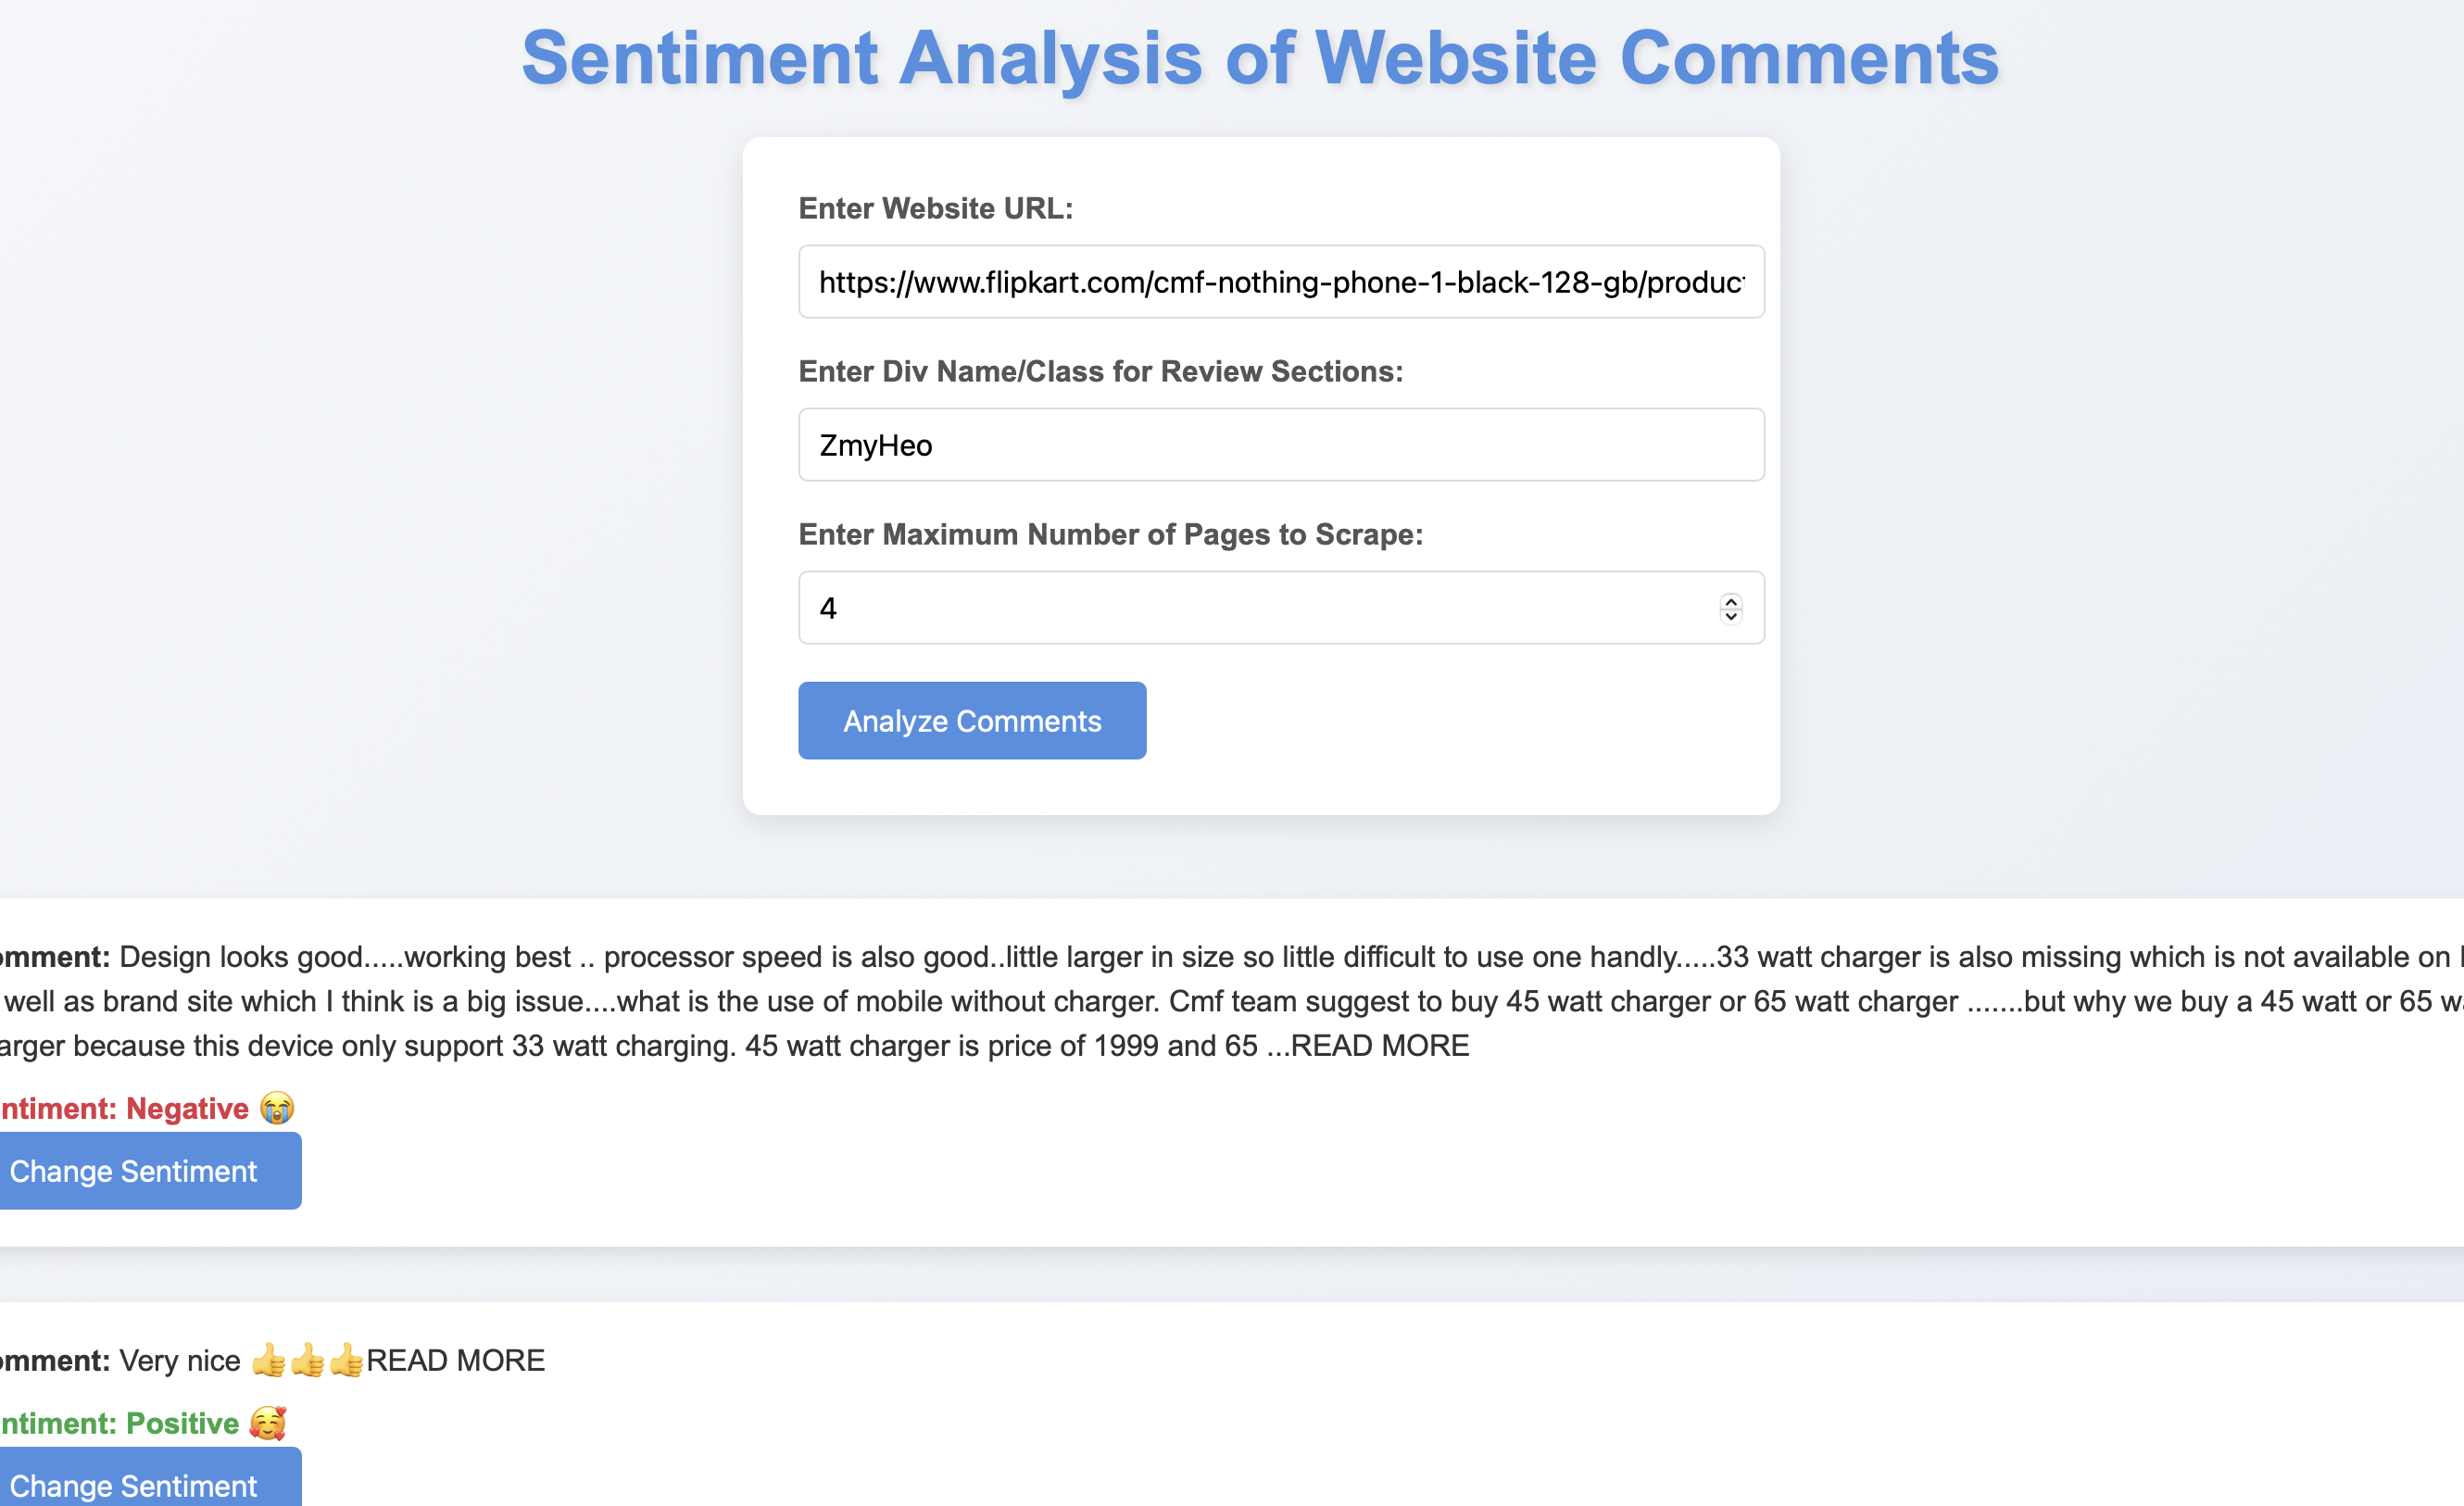 Sentiment Analysis of Website Comments
Enter Website URL:
https://www.flipkart.com/cmf-nothing-phone-1-black-128-gb/produc
Enter Div Name/Class for Review Sections:
ZmyHeo
Enter Maximum Number of Pages to Scrape:
4
Analyze Comments
omment: Design looks good.....working best .. processor speed is also good..little larger in size so little difficult to use one handly.....33 watt charger is also missing which is not available on
well as brand site which I think is a big issue....what is the use of mobile without charger. Cmf team suggest to buy 45 watt charger or 65 watt charger .......but why we buy a 45 watt or 65 w
arger because this device only support 33 watt charging. 45 watt charger is price of 1999 and 65 ...READ MORE
ntiment: Negative 😭
Change Sentiment
omment: Very nice 👍👍👍READ MORE
ntiment: Positive 🥰
Change Sentiment